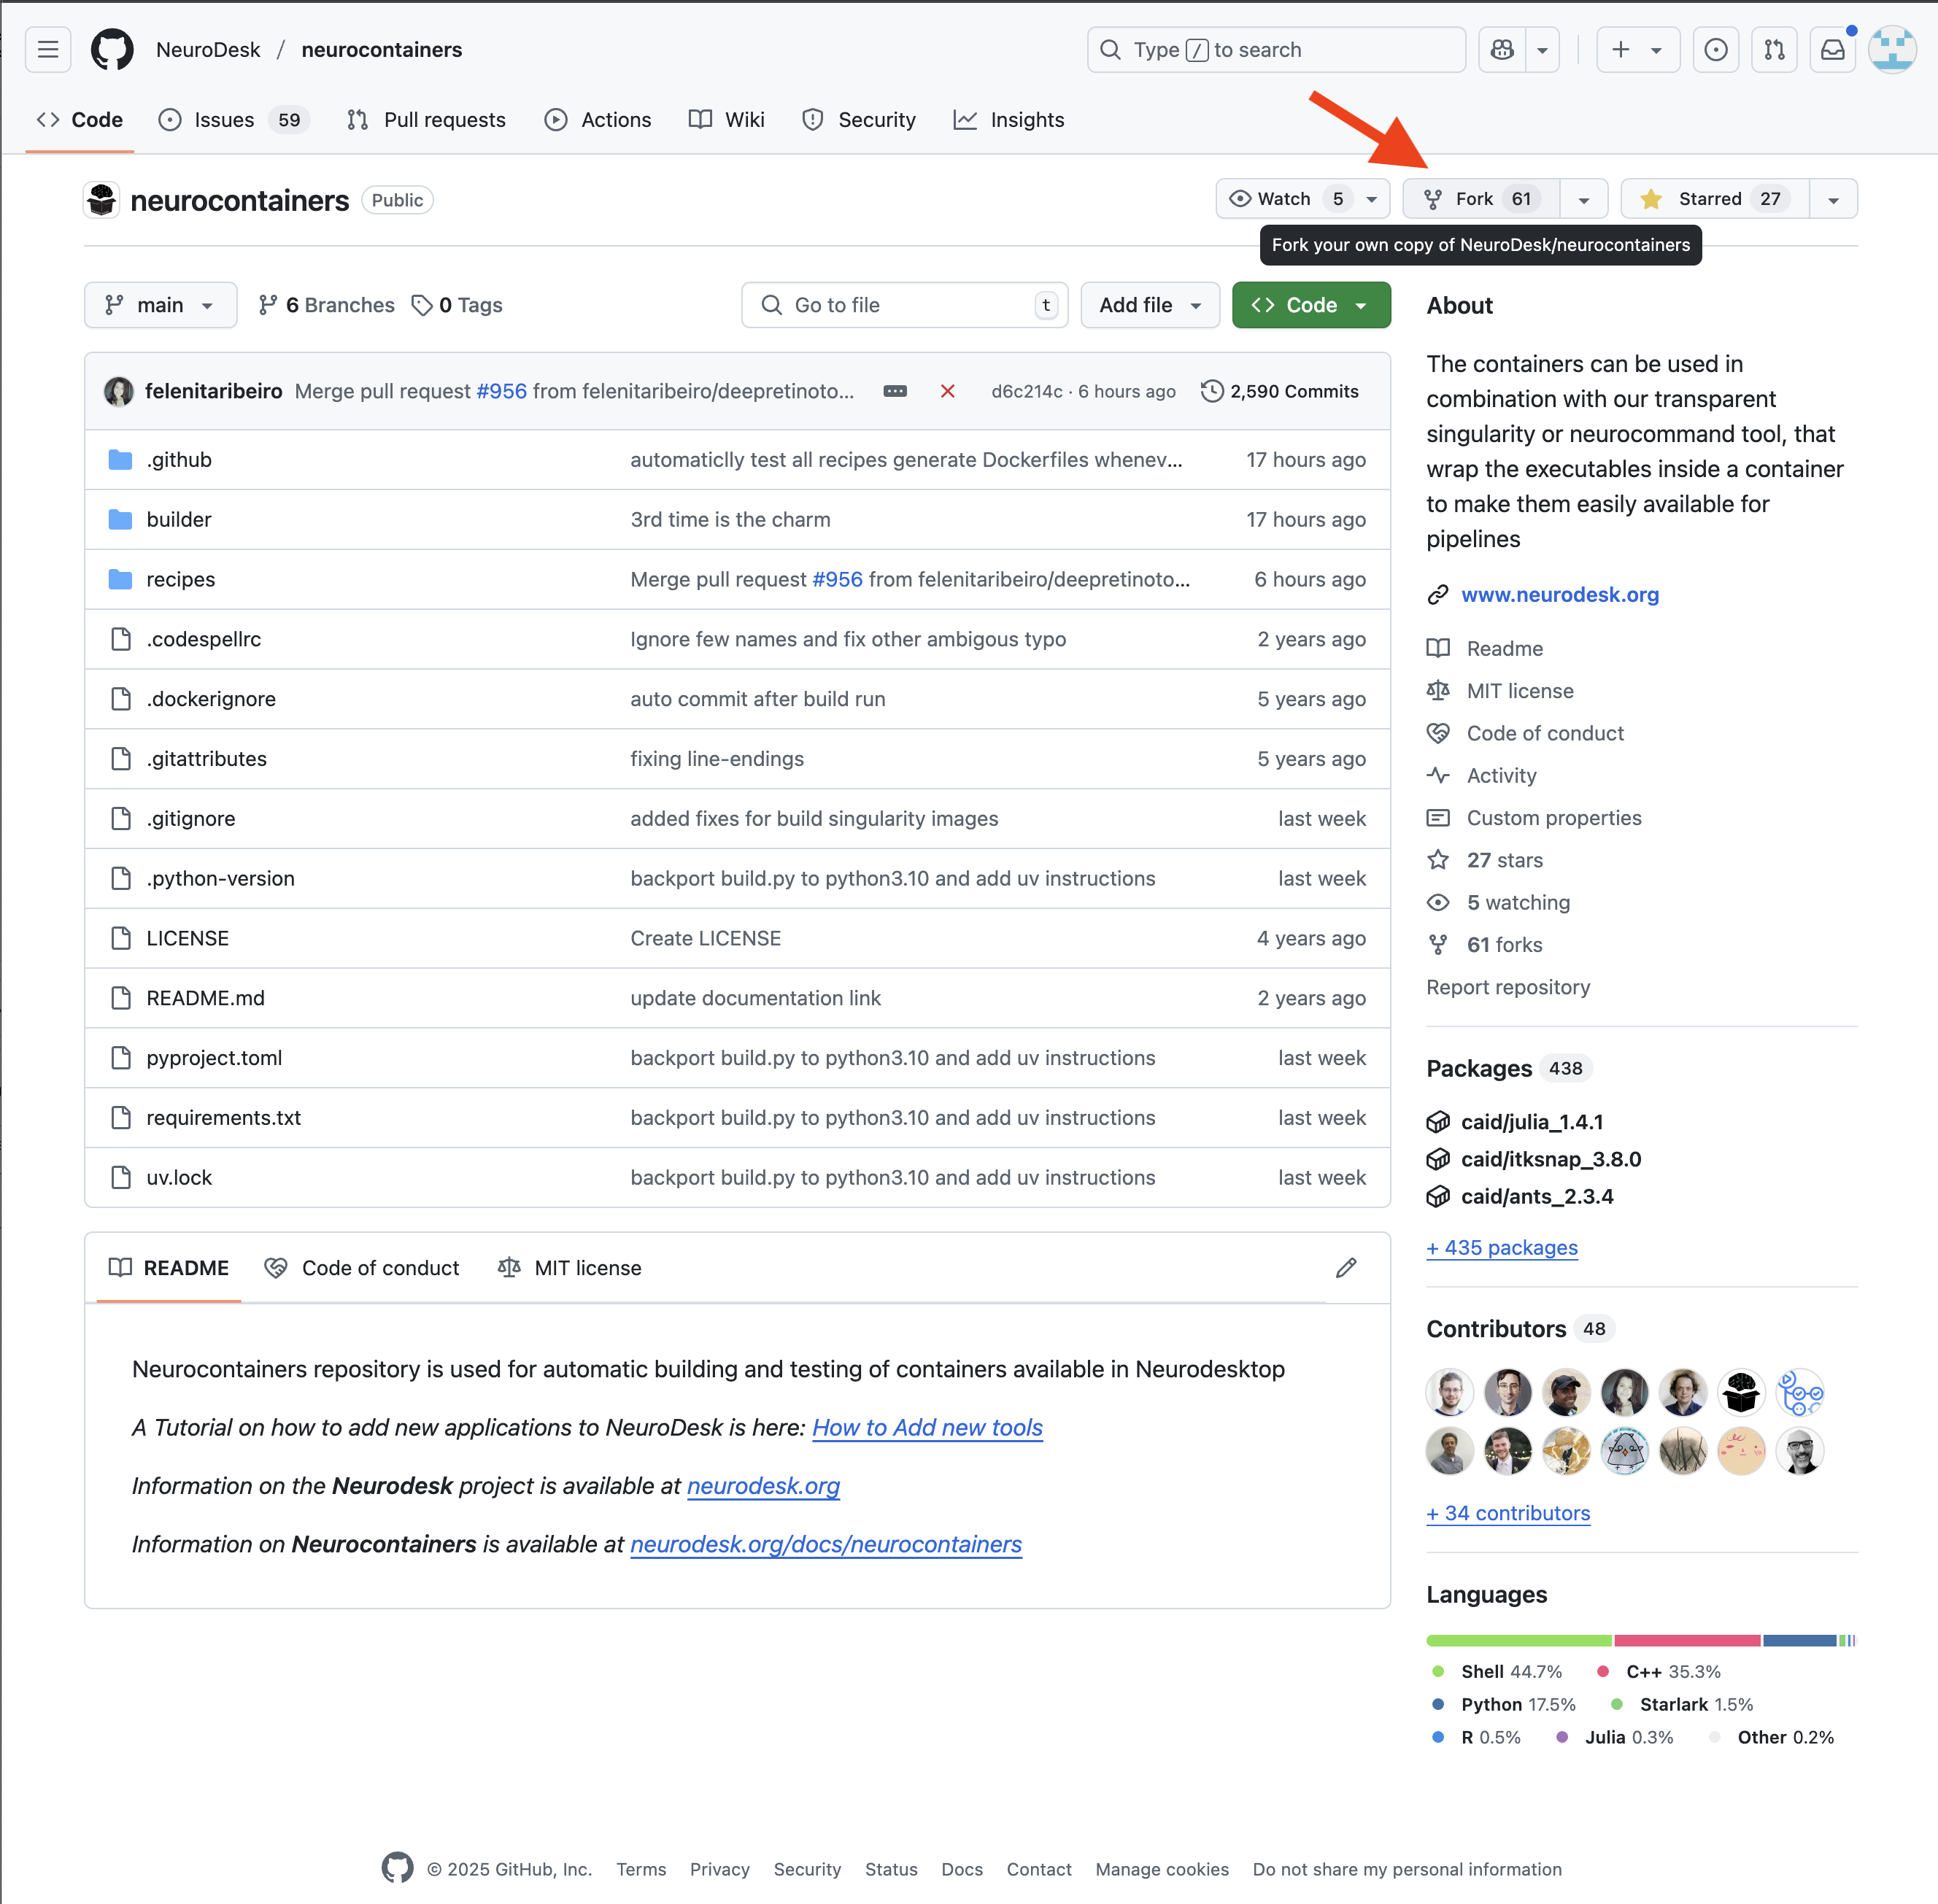 NeuroDesk / neurocontainers
Type / to search
Code
Issues 59
Pull requests
Actions
Wiki
Security
Insights
neurocontainers Public
Watch 5
Fork 61
Starred 27
Fork your own copy of NeuroDesk/neurocontainers
main
6 Branches
0 Tags
Go to file t
Add file
Code
felenitaribeiro Merge pull request #956 from felenitaribeiro/deepretinoto... d6c214c · 6 hours ago 2,590 Commits
.github automaticlly test all recipes generate Dockerfiles whenev... 17 hours ago
builder 3rd time is the charm 17 hours ago
recipes Merge pull request #956 from felenitaribeiro/deepretinoto... 6 hours ago
.codespellrc Ignore few names and fix other ambigous typo 2 years ago
.dockerignore auto commit after build run 5 years ago
.gitattributes fixing line-endings 5 years ago
.gitignore added fixes for build singularity images last week
.python-version backport build.py to python3.10 and add uv instructions last week
LICENSE Create LICENSE 4 years ago
README.md update documentation link 2 years ago
pyproject.toml backport build.py to python3.10 and add uv instructions last week
requirements.txt backport build.py to python3.10 and add uv instructions last week
uv.lock backport build.py to python3.10 and add uv instructions last week
README
Code of conduct
MIT license
Neurocontainers repository is used for automatic building and testing of containers available in Neurodesktop
A Tutorial on how to add new applications to NeuroDesk is here: How to Add new tools
Information on the Neurodesk project is available at neurodesk.org
Information on Neurocontainers is available at neurodesk.org/docs/neurocontainers
About
The containers can be used in
combination with our transparent
singularity or neurocommand tool, that
wrap the executables inside a container
to make them easily available for
pipelines
www.neurodesk.org
Readme
MIT license
Code of conduct
Activity
Custom properties
27 stars
5 watching
61 forks
Report repository
Packages 438
caid/julia_1.4.1
caid/itksnap_3.8.0
caid/ants_2.3.4
+ 435 packages
Contributors 48
+ 34 contributors
Languages
Shell 44.7% C++ 35.3%
Python 17.5% Starlark 1.5%
R 0.5% Julia 0.3% Other 0.2%
© 2025 GitHub, Inc. Terms Privacy Security Status Docs Contact Manage cookies Do not share my personal information